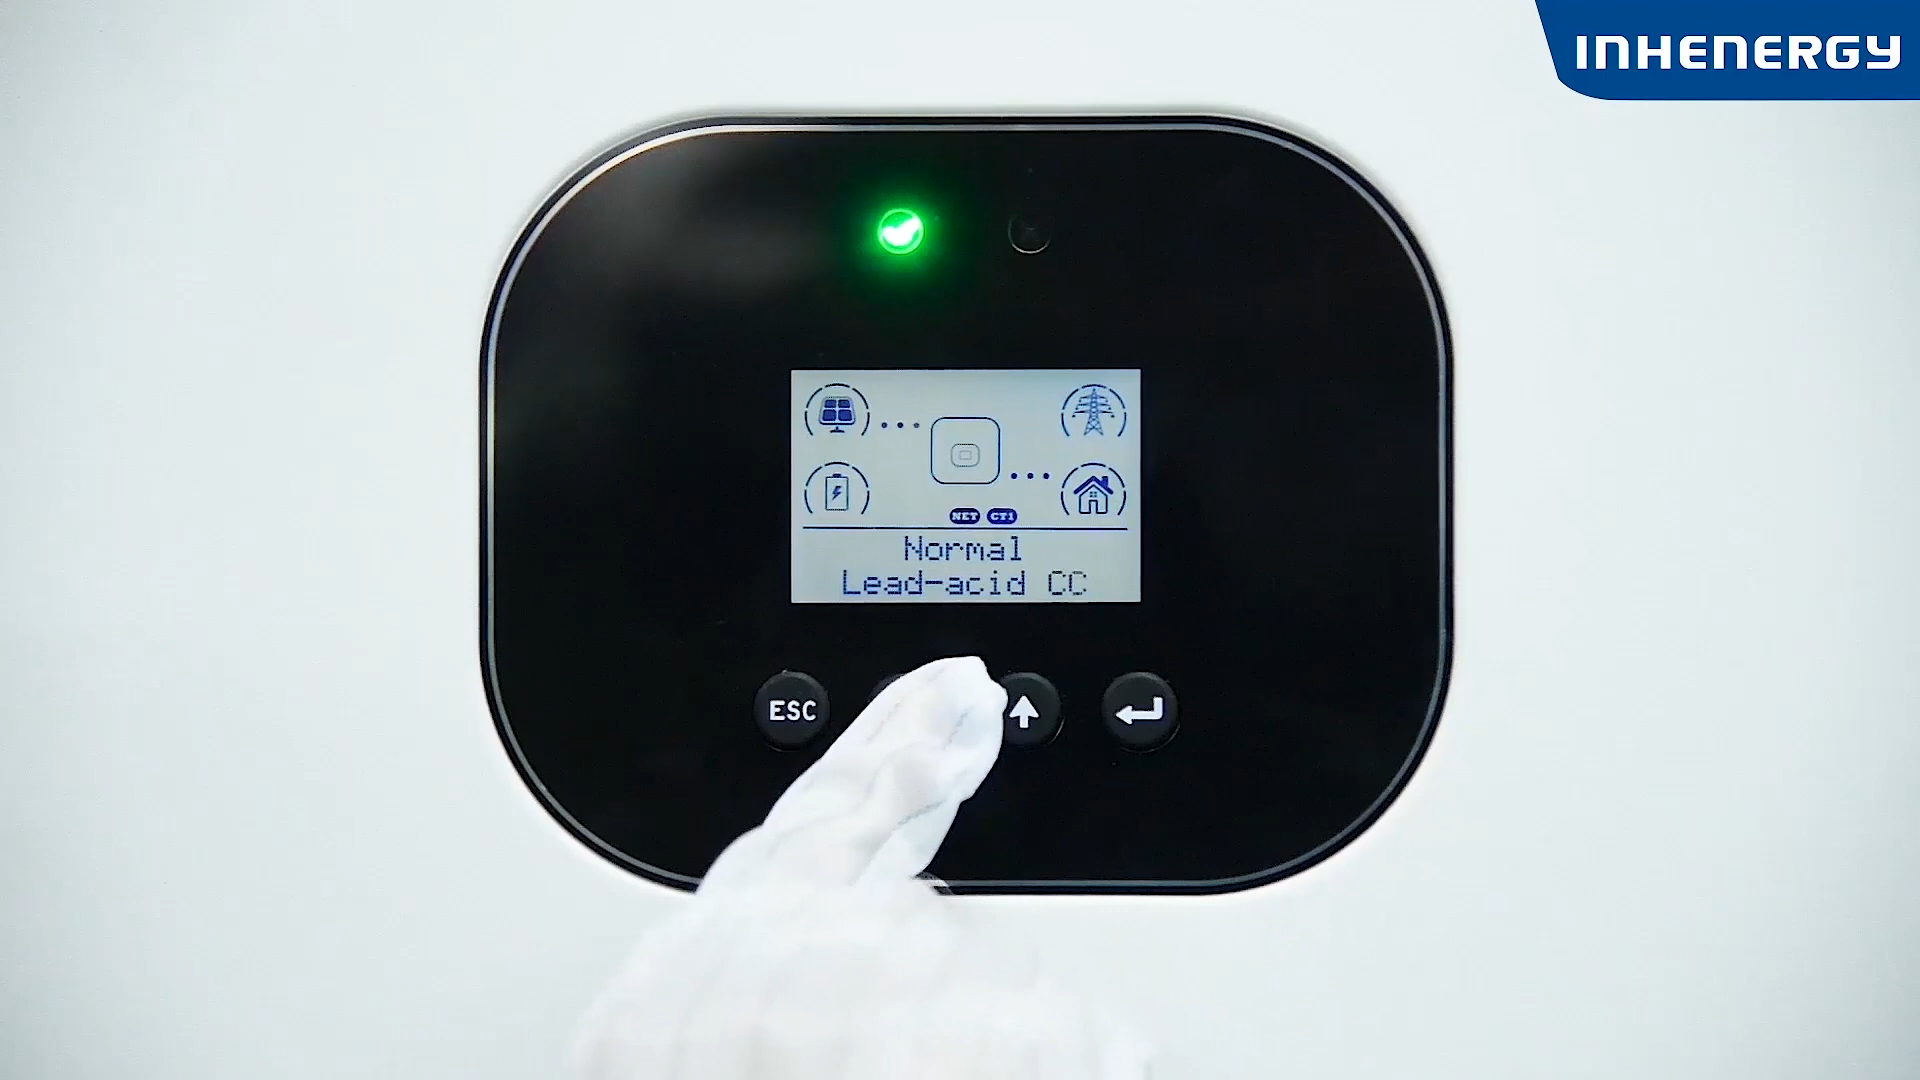 INHENERGY
NET CT1
Normal
Lead-acid CC
ESC